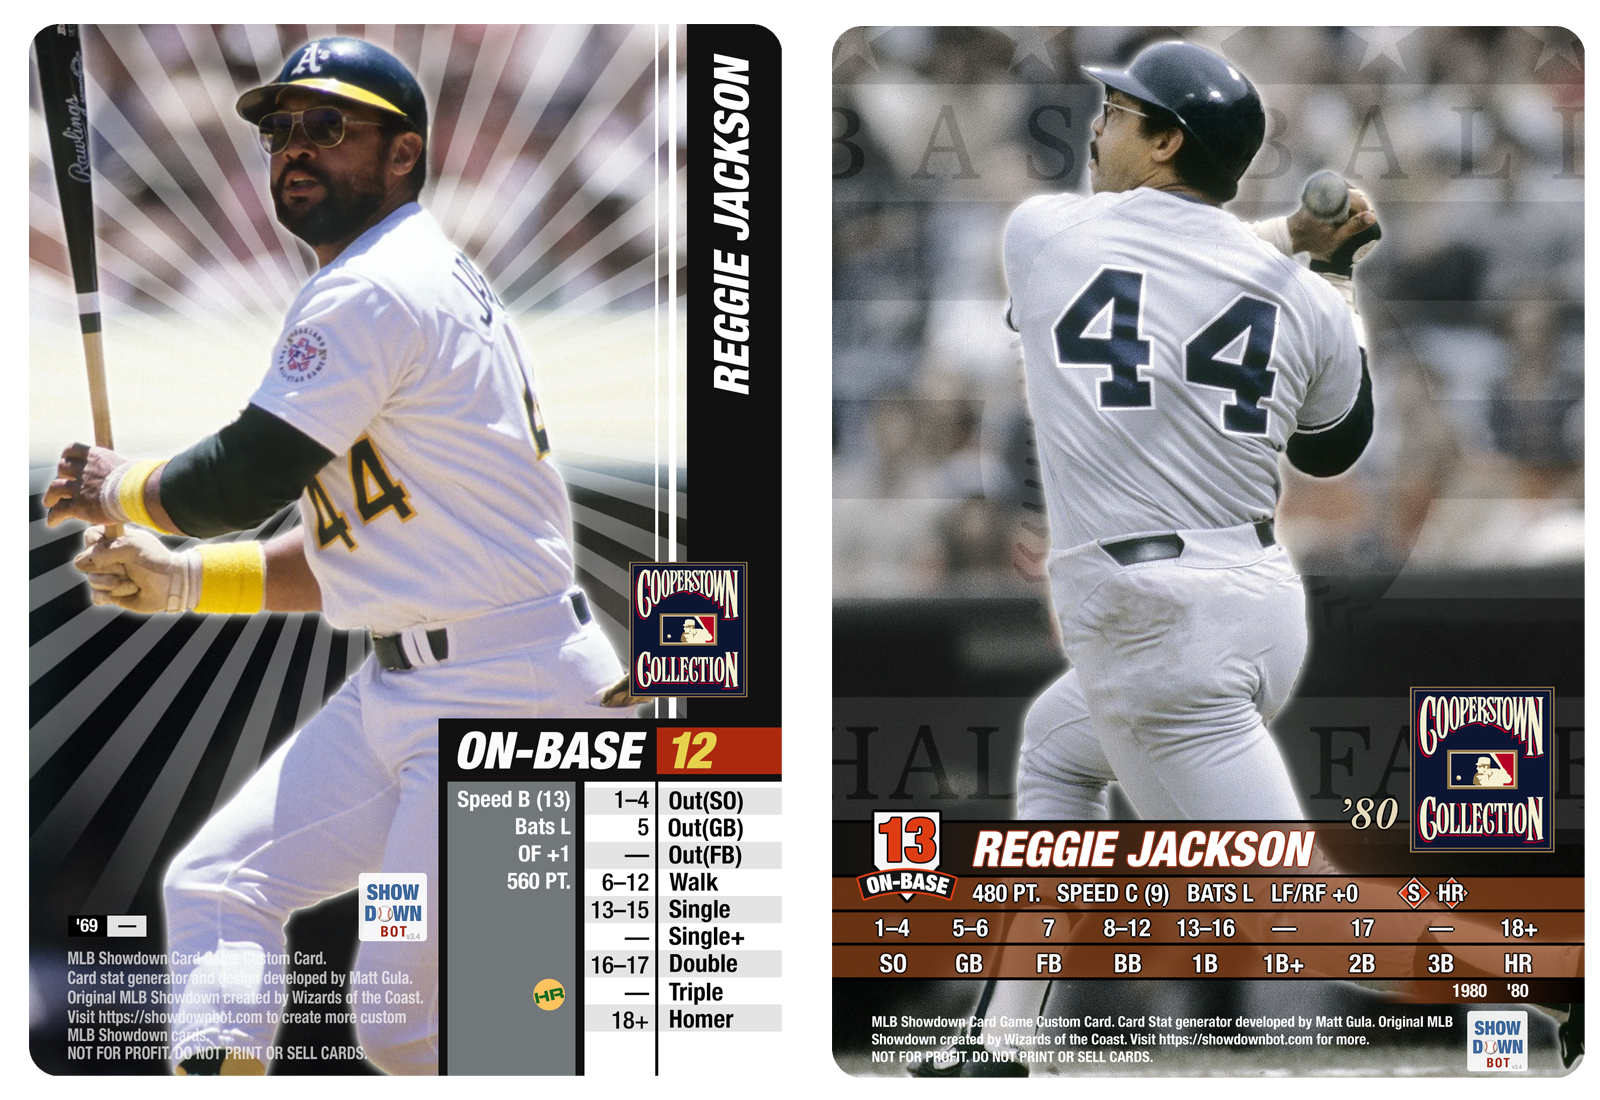 Rawlings
A's
REGGIE JACKSON
44
COOPERSTOWN
COLLECTION
ON-BASE 12
Speed B (13) 1–4 Out(SO)
Bats L 5 Out(GB)
OF +1 — Out(FB)
560 PT. 6–12 Walk
13–15 Single
— Single+
16–17 Double
HR — Triple
18+ Homer
'69 —
SHOW
DOWN
BOT v3.4
MLB Showdown Card Game Custom Card.
Card stat generator and design developed by Matt Gula.
Original MLB Showdown created by Wizards of the Coast.
Visit https://showdownbot.com to create more custom
MLB Showdown cards.
NOT FOR PROFIT. DO NOT PRINT OR SELL CARDS.
BASEBALL
44
HALL FAME
COOPERSTOWN
COLLECTION
'80
13
ON-BASE
REGGIE JACKSON
480 PT. SPEED C (9) BATS L LF/RF +0 S HR
1–4 5–6 7 8–12 13–16 — 17 — 18+
SO GB FB BB 1B 1B+ 2B 3B HR
1980 '80
MLB Showdown Card Game Custom Card. Card Stat generator developed by Matt Gula. Original MLB
Showdown created by Wizards of the Coast. Visit https://showdownbot.com for more.
NOT FOR PROFIT. DO NOT PRINT OR SELL CARDS.
SHOW
DOWN
BOT v3.4